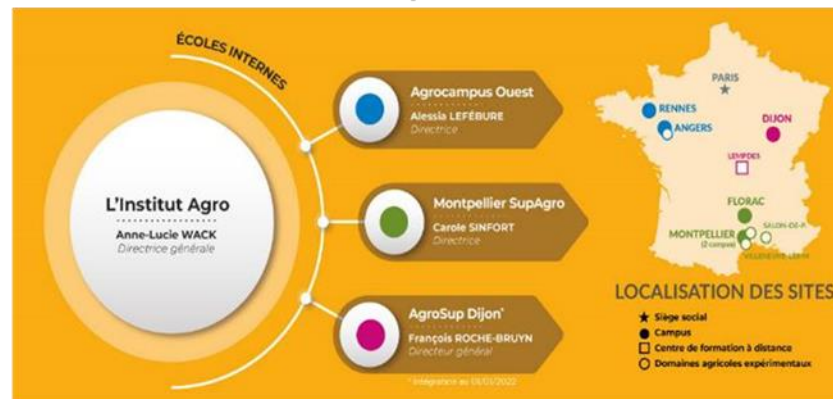 ÉCOLES INTERNES
L'Institut Agro
Anne-Lucie WACK
Directrice générale
Agrocampus Ouest
Alessia LEFÉBURE
Directrice
Montpellier SupAgro
Carole SINFORT
Directrice
AgroSup Dijon*
François ROCHE-BRUYN
Directeur général
* Intégration au 01/01/2022
PARIS
RENNES
ANGERS
DIJON
LEMPDES
FLORAC
SALON-DE-P.
MONTPELLIER
(2 campus)
LOCALISATION DES SITES
Siège social
Campus
Centre de formation à distance
Domaines agricoles expérimentaux